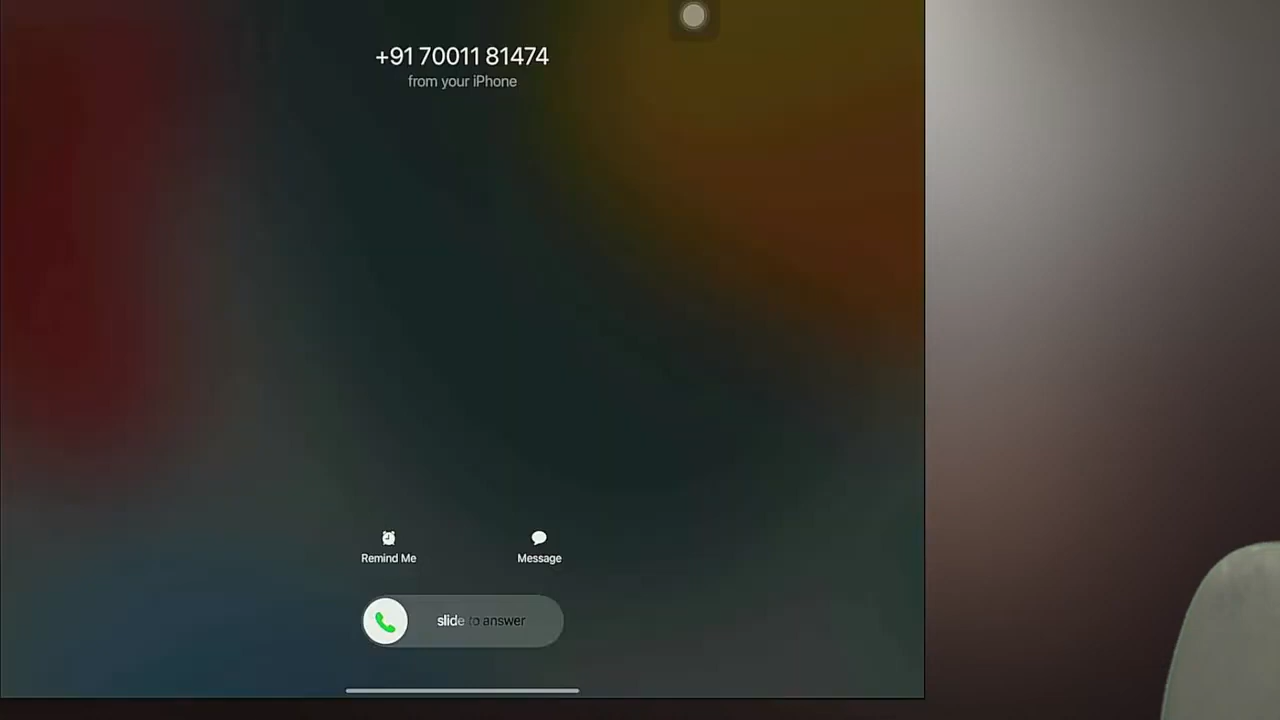 +91 70011 81474
from your iPhone
Remind Me
Message
slide to answer